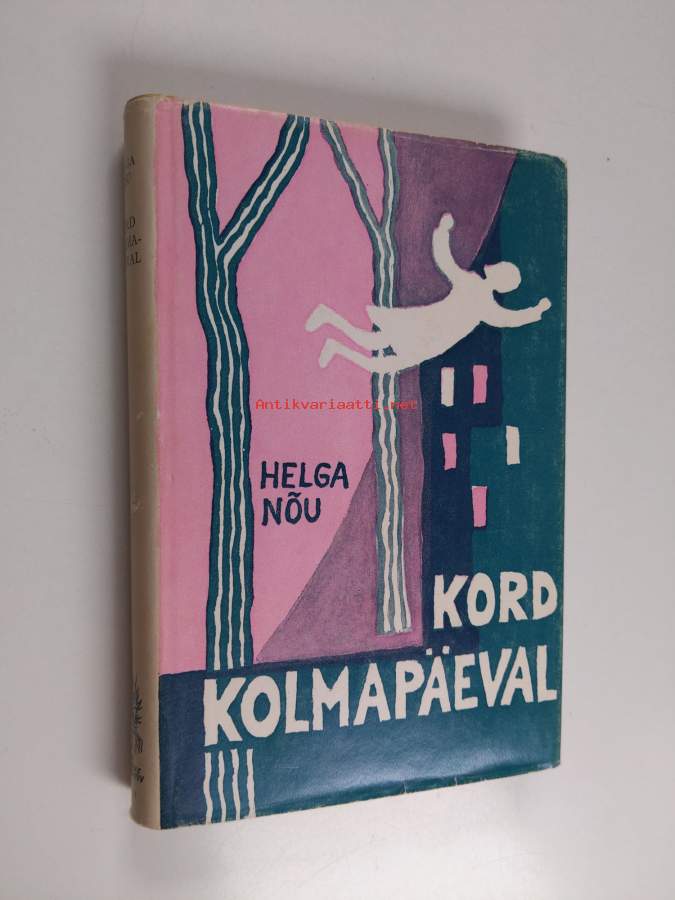 Antikvariaatti.net
HELGA
NÕU
KORD
KOLMAPÄEVAL